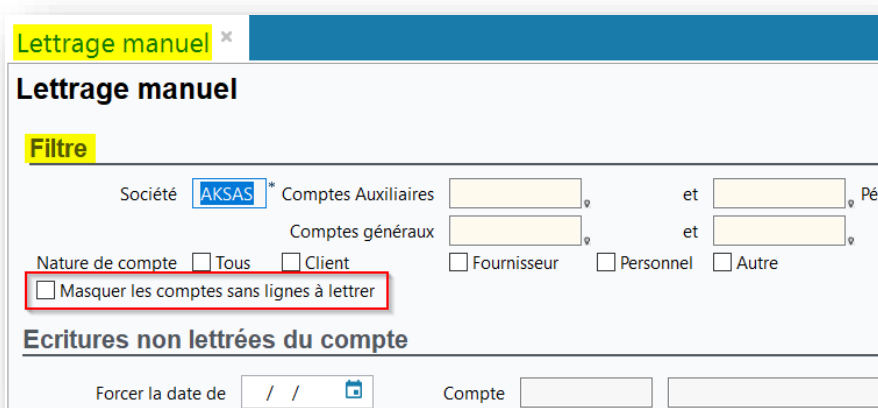 Lettrage manuel ×
Lettrage manuel
Filtre
Société AKSAS * Comptes Auxiliaires et Pé
Comptes généraux et
Nature de compte Tous Client Fournisseur Personnel Autre
Masquer les comptes sans lignes à lettrer
Ecritures non lettrées du compte
Forcer la date de / / Compte